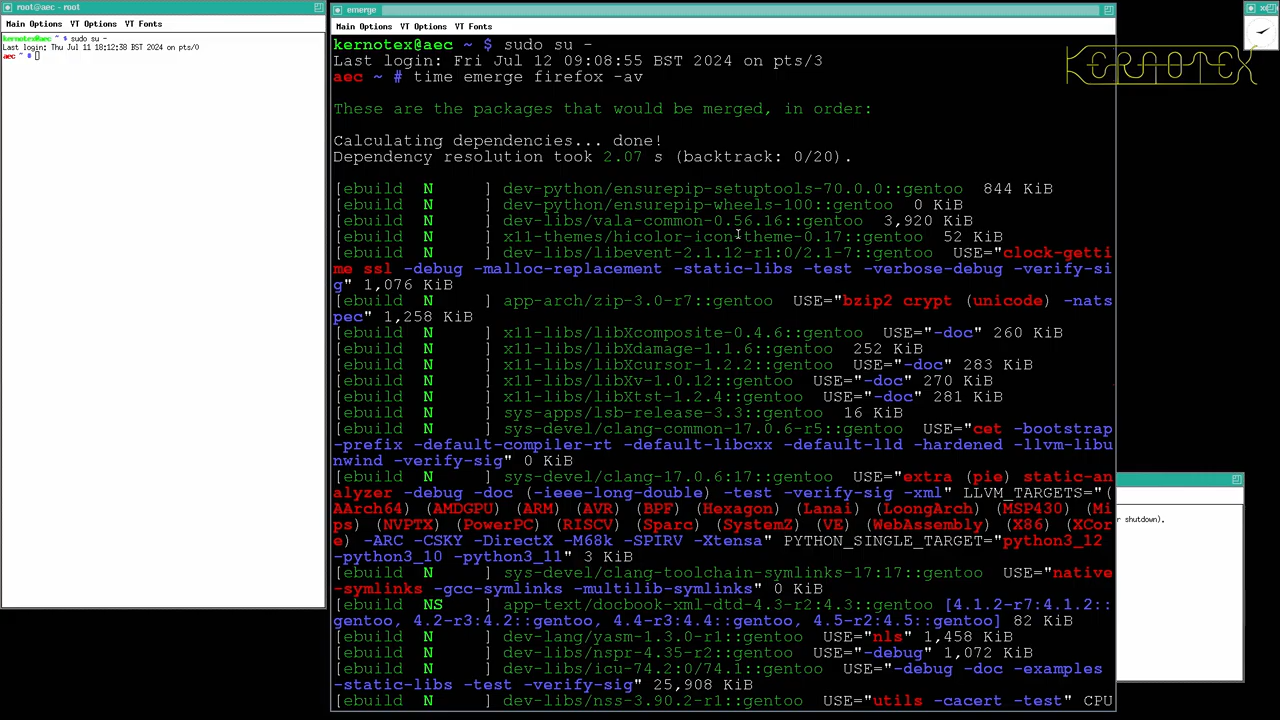 root@aec - root
Main Options VT Options VT Fonts
kernotex@aec ~ $ sudo su -
Last login: Thu Jul 11 18:12:38 BST 2024 on pts/0
aec ~ #
emerge
Main Options VT Options VT Fonts
kernotex@aec ~ $ sudo su -
Last login: Fri Jul 12 09:08:55 BST 2024 on pts/3
aec ~ # time emerge firefox -av
These are the packages that would be merged, in order:
Calculating dependencies... done!
Dependency resolution took 2.07 s (backtrack: 0/20).
[ebuild  N     ] dev-python/ensurepip-setuptools-70.0.0::gentoo  844 KiB
[ebuild  N     ] dev-python/ensurepip-wheels-100::gentoo  0 KiB
[ebuild  N     ] dev-libs/vala-common-0.56.16::gentoo  3,920 KiB
[ebuild  N     ] x11-themes/hicolor-icon-theme-0.17::gentoo  52 KiB
[ebuild  N     ] dev-libs/libevent-2.1.12-r1:0/2.1-7::gentoo  USE="clock-getti
me ssl -debug -malloc-replacement -static-libs -test -verbose-debug -verify-si
g" 1,076 KiB
[ebuild  N     ] app-arch/zip-3.0-r7::gentoo  USE="bzip2 crypt (unicode) -nats
pec" 1,258 KiB
[ebuild  N     ] x11-libs/libXcomposite-0.4.6::gentoo  USE="-doc" 260 KiB
[ebuild  N     ] x11-libs/libXdamage-1.1.6::gentoo  252 KiB
[ebuild  N     ] x11-libs/libXcursor-1.2.2::gentoo  USE="-doc" 283 KiB
[ebuild  N     ] x11-libs/libXv-1.0.12::gentoo  USE="-doc" 270 KiB
[ebuild  N     ] x11-libs/libXtst-1.2.4::gentoo  USE="-doc" 281 KiB
[ebuild  N     ] sys-apps/lsb-release-3.3::gentoo  16 KiB
[ebuild  N     ] sys-devel/clang-common-17.0.6-r5::gentoo  USE="cet -bootstrap
-prefix -default-compiler-rt -default-libcxx -default-lld -hardened -llvm-libu
nwind -verify-sig" 0 KiB
[ebuild  N     ] sys-devel/clang-17.0.6:17::gentoo  USE="extra (pie) static-an
alyzer -debug -doc (-ieee-long-double) -test -verify-sig -xml" LLVM_TARGETS="(
AArch64) (AMDGPU) (ARM) (AVR) (BPF) (Hexagon) (Lanai) (LoongArch) (MSP430) (Mi
ps) (NVPTX) (PowerPC) (RISCV) (Sparc) (SystemZ) (VE) (WebAssembly) (X86) (XCor
e) -ARC -CSKY -DirectX -M68k -SPIRV -Xtensa" PYTHON_SINGLE_TARGET="python3_12
-python3_10 -python3_11" 3 KiB
[ebuild  N     ] sys-devel/clang-toolchain-symlinks-17:17::gentoo  USE="native
-symlinks -gcc-symlinks -multilib-symlinks" 0 KiB
[ebuild  NS    ] app-text/docbook-xml-dtd-4.3-r2:4.3::gentoo [4.1.2-r7:4.1.2::
gentoo, 4.2-r3:4.2::gentoo, 4.4-r3:4.4::gentoo, 4.5-r2:4.5::gentoo] 82 KiB
[ebuild  N     ] dev-lang/yasm-1.3.0-r1::gentoo  USE="nls" 1,458 KiB
[ebuild  N     ] dev-libs/nspr-4.35-r2::gentoo  USE="-debug" 1,072 KiB
[ebuild  N     ] dev-libs/icu-74.2:0/74.1::gentoo  USE="-debug -doc -examples
-static-libs -test -verify-sig" 25,908 KiB
[ebuild  N     ] dev-libs/nss-3.90.2-r1::gentoo  USE="utils -cacert -test" CPU
KERNOTEX
r shutdown).